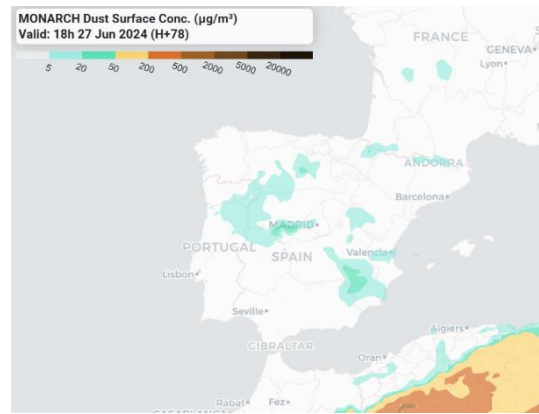 MONARCH Dust Surface Conc. (µg/m³)
Valid: 18h 27 Jun 2024 (H+78)
5 20 50 200 500 2000 5000 20000
FRANCE
GENEVA
Lyon
ANDORRA
Barcelona
MADRID
PORTUGAL
SPAIN
Valencia
Lisbon
Seville
Algiers
GIBRALTAR
Oran
Rabat
Fez
CASABLANCA